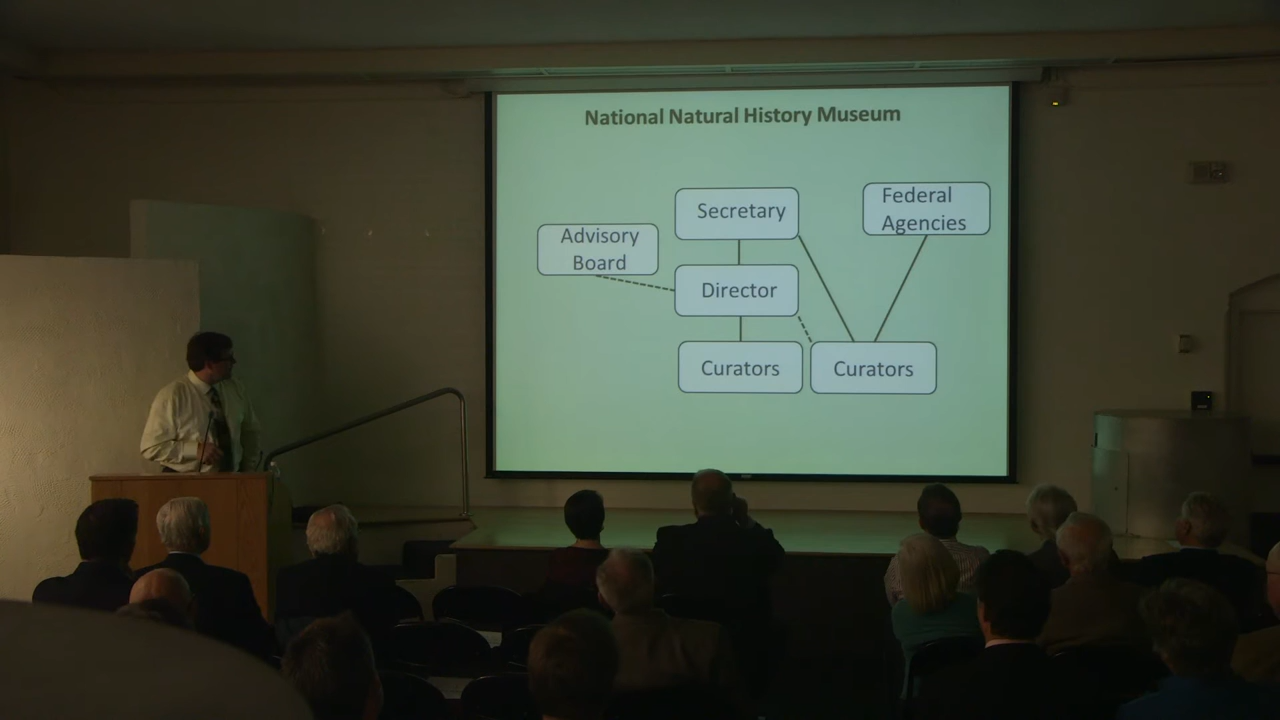 National Natural History Museum
Secretary
Federal
Agencies
Advisory
Board
Director
Curators
Curators